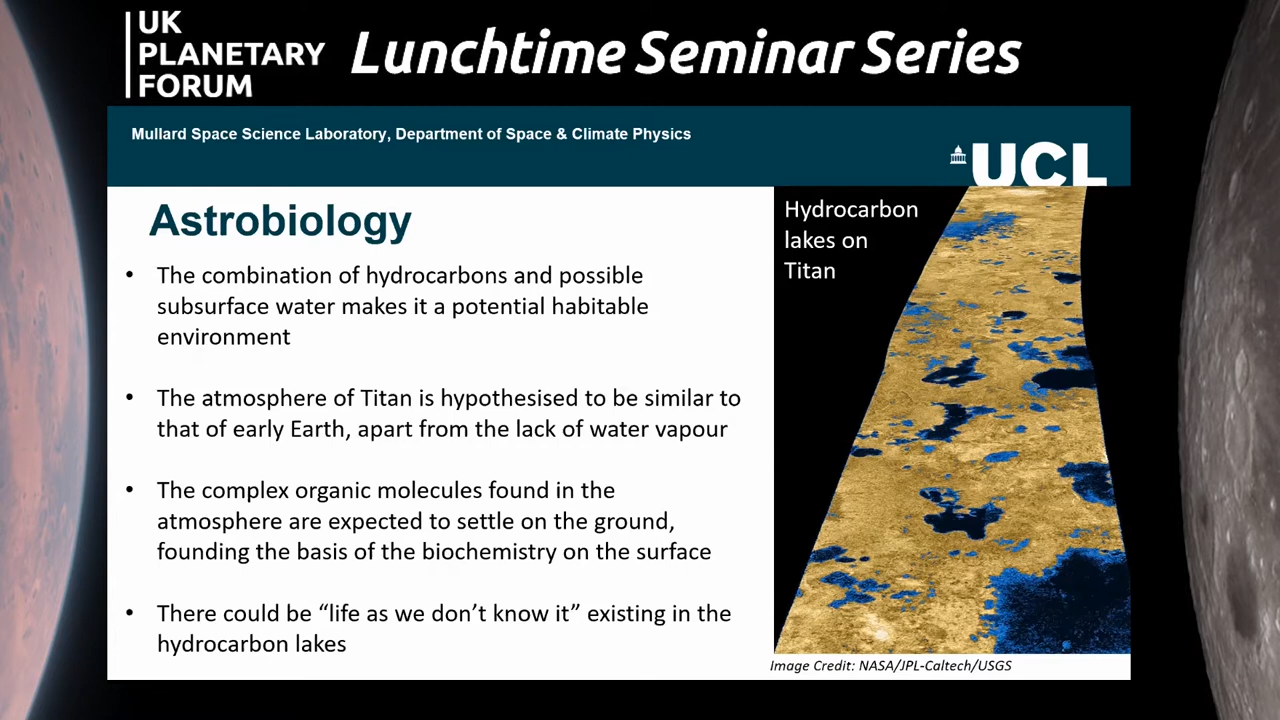 UK
PLANETARY
FORUM
Lunchtime Seminar Series
Mullard Space Science Laboratory, Department of Space & Climate Physics
UCL
Astrobiology
• The combination of hydrocarbons and possible
subsurface water makes it a potential habitable
environment
• The atmosphere of Titan is hypothesised to be similar to
that of early Earth, apart from the lack of water vapour
• The complex organic molecules found in the
atmosphere are expected to settle on the ground,
founding the basis of the biochemistry on the surface
• There could be “life as we don’t know it” existing in the
hydrocarbon lakes
Hydrocarbon
lakes on
Titan
Image Credit: NASA/JPL-Caltech/USGS